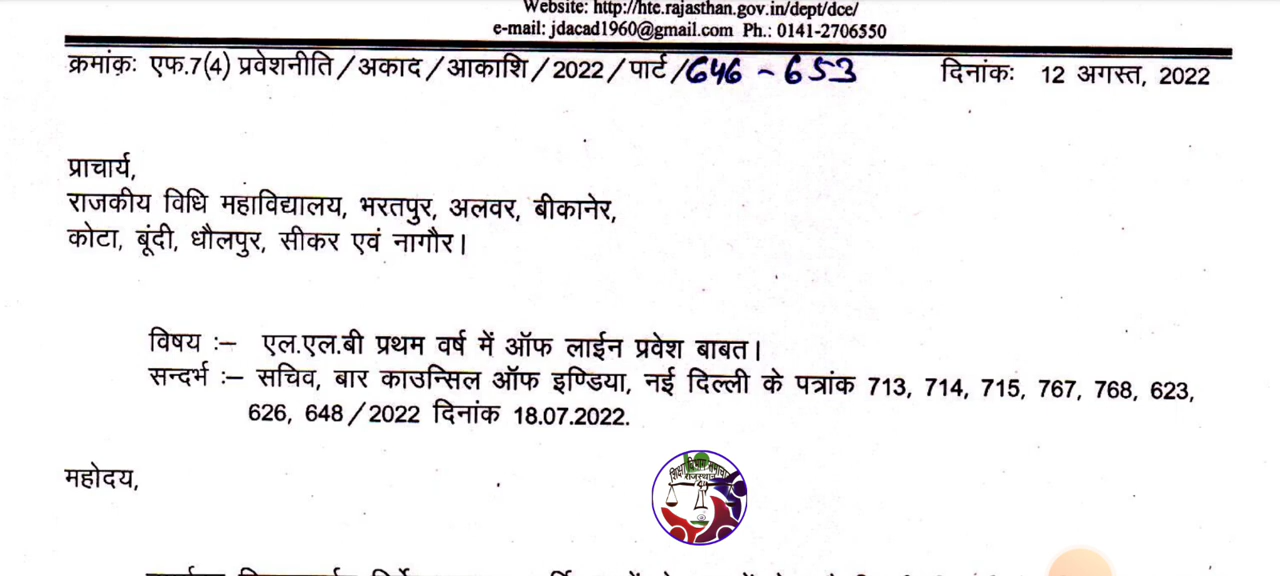 Website: http://hte.rajasthan.gov.in/dept/dce/
e-mail: jdacad1960@gmail.com Ph.: 0141-2706550
क्रमांक: एफ.7(4) प्रवेशनीति/अकाद/आकाशि/2022/पार्ट/646-653 दिनांक: 12 अगस्त, 2022
प्राचार्य,
राजकीय विधि महाविद्यालय, भरतपुर, अलवर, बीकानेर,
कोटा, बूंदी, धौलपुर, सीकर एवं नागौर।
विषय :– एल.एल.बी प्रथम वर्ष में ऑफ लाईन प्रवेश बाबत।
सन्दर्भ :– सचिव, बार काउन्सिल ऑफ इण्डिया, नई दिल्ली के पत्रांक 713, 714, 715, 767, 768, 623,
626, 648/2022 दिनांक 18.07.2022.
महोदय,
शिक्षा विभाग समाचार
राजस्थान